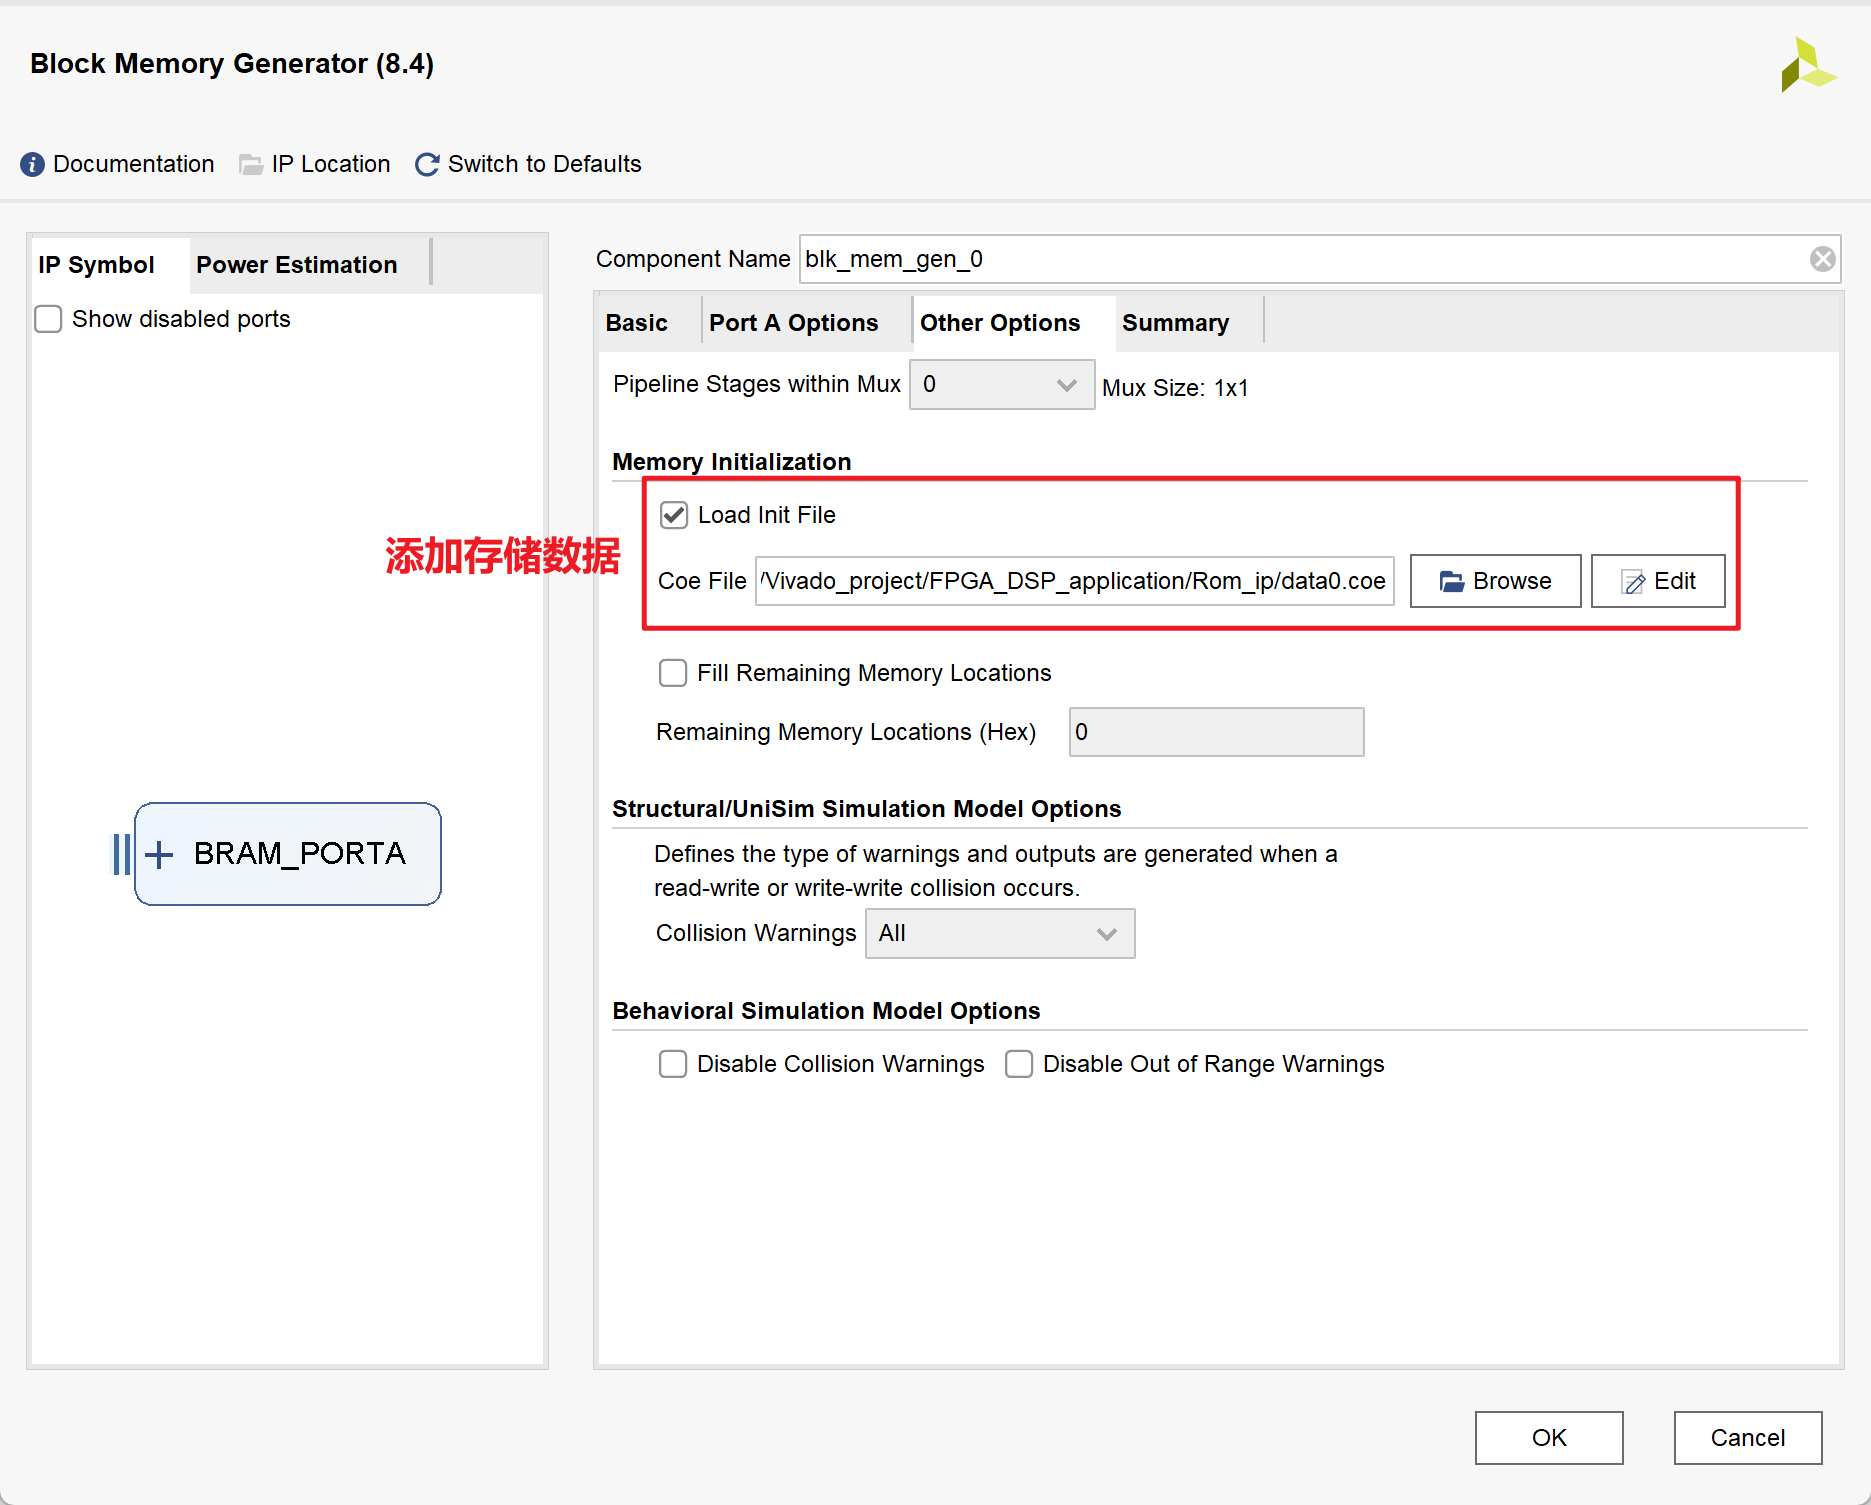 Block Memory Generator (8.4)
Documentation IP Location Switch to Defaults
IP Symbol Power Estimation
Show disabled ports
BRAM_PORTA
Component Name blk_mem_gen_0
Basic Port A Options Other Options Summary
Pipeline Stages within Mux 0 Mux Size: 1x1
Memory Initialization
Load Init File
添加存储数据
Coe File /Vivado_project/FPGA_DSP_application/Rom_ip/data0.coe Browse Edit
Fill Remaining Memory Locations
Remaining Memory Locations (Hex) 0
Structural/UniSim Simulation Model Options
Defines the type of warnings and outputs are generated when a
read-write or write-write collision occurs.
Collision Warnings All
Behavioral Simulation Model Options
Disable Collision Warnings Disable Out of Range Warnings
OK Cancel